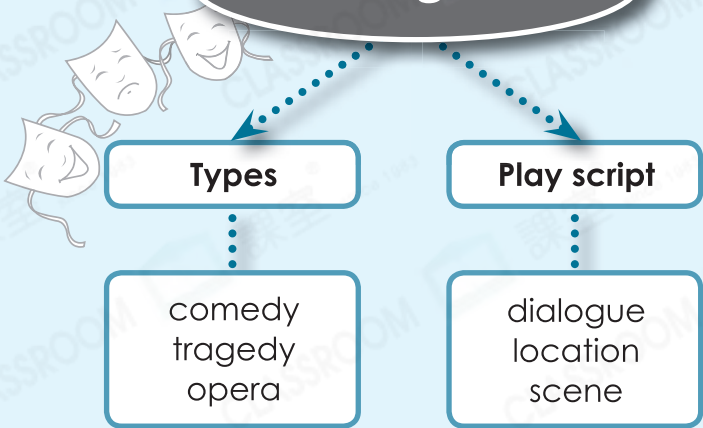 Types
Play script
comedy
tragedy
opera
dialogue
location
scene